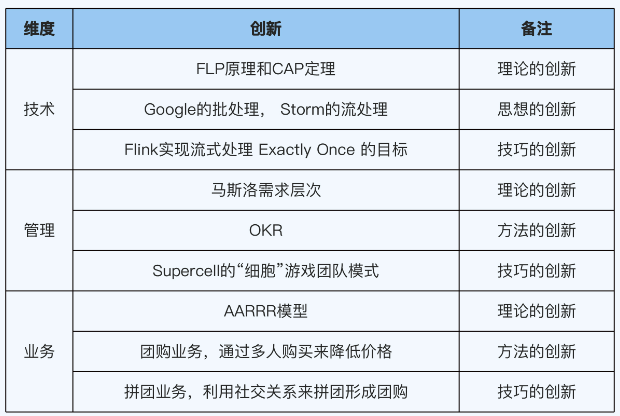 维度 创新 备注
技术 FLP原理和CAP定理 理论的创新
Google的批处理， Storm的流处理 思想的创新
Flink实现流式处理 Exactly Once 的目标 技巧的创新
管理 马斯洛需求层次 理论的创新
OKR 方法的创新
Supercell的“细胞”游戏团队模式 技巧的创新
业务 AARRR模型 理论的创新
团购业务，通过多人购买来降低价格 方法的创新
拼团业务，利用社交关系来拼团形成团购 技巧的创新